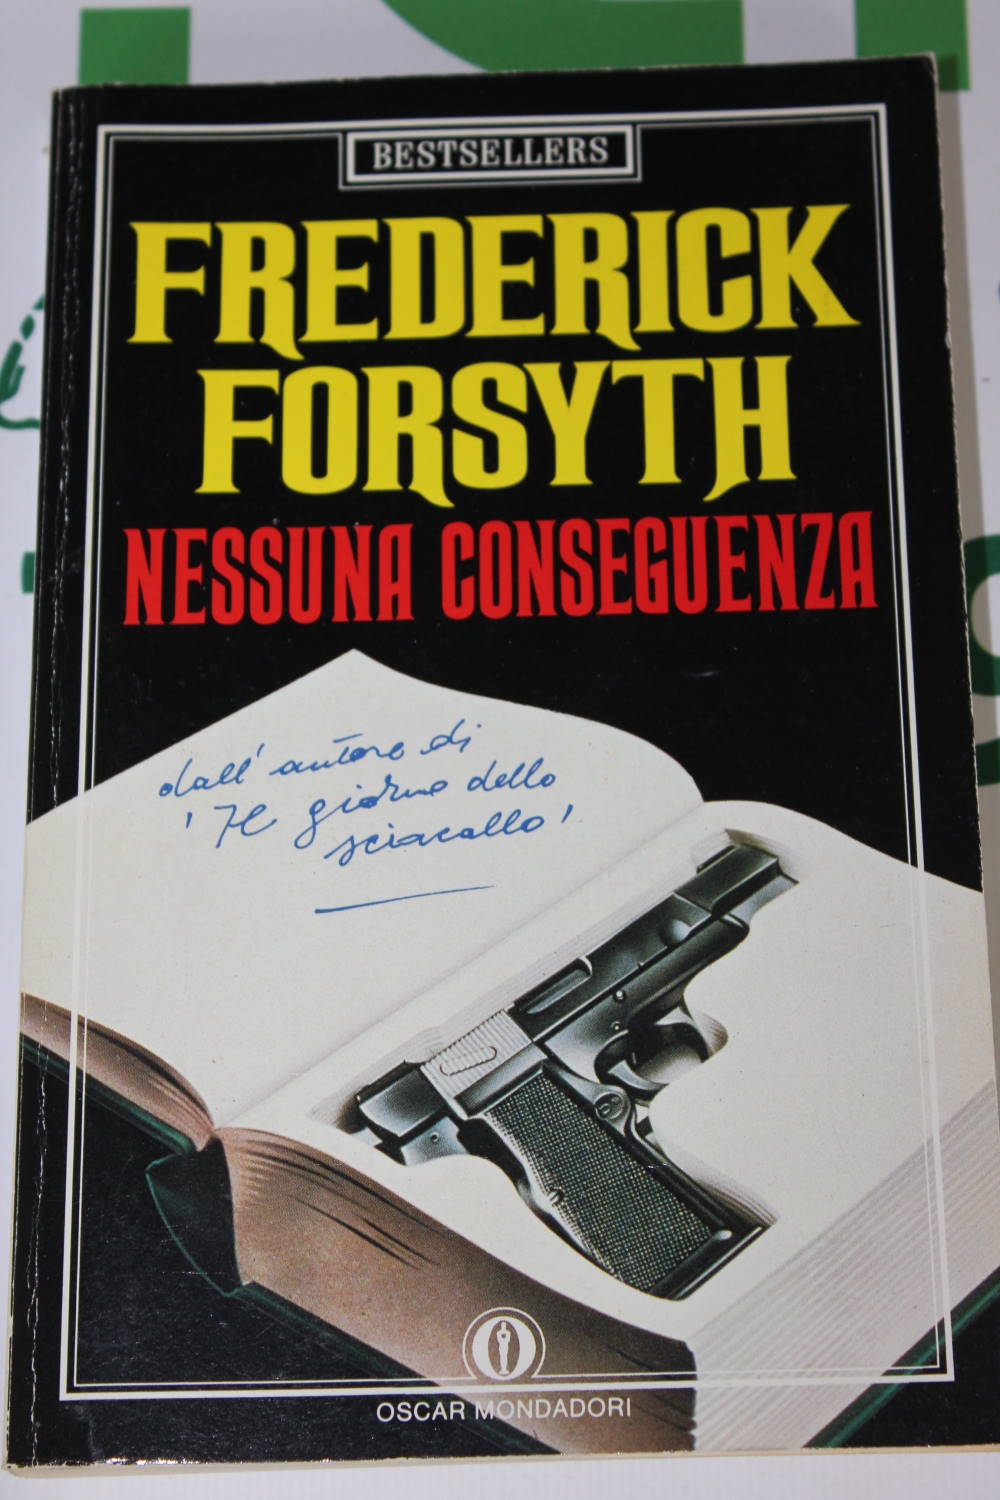 BESTSELLERS
FREDERICK
FORSYTH
NESSUNA CONSEGUENZA
dall' autore di
'Il giorno dello
sciacallo'
OSCAR MONDADORI